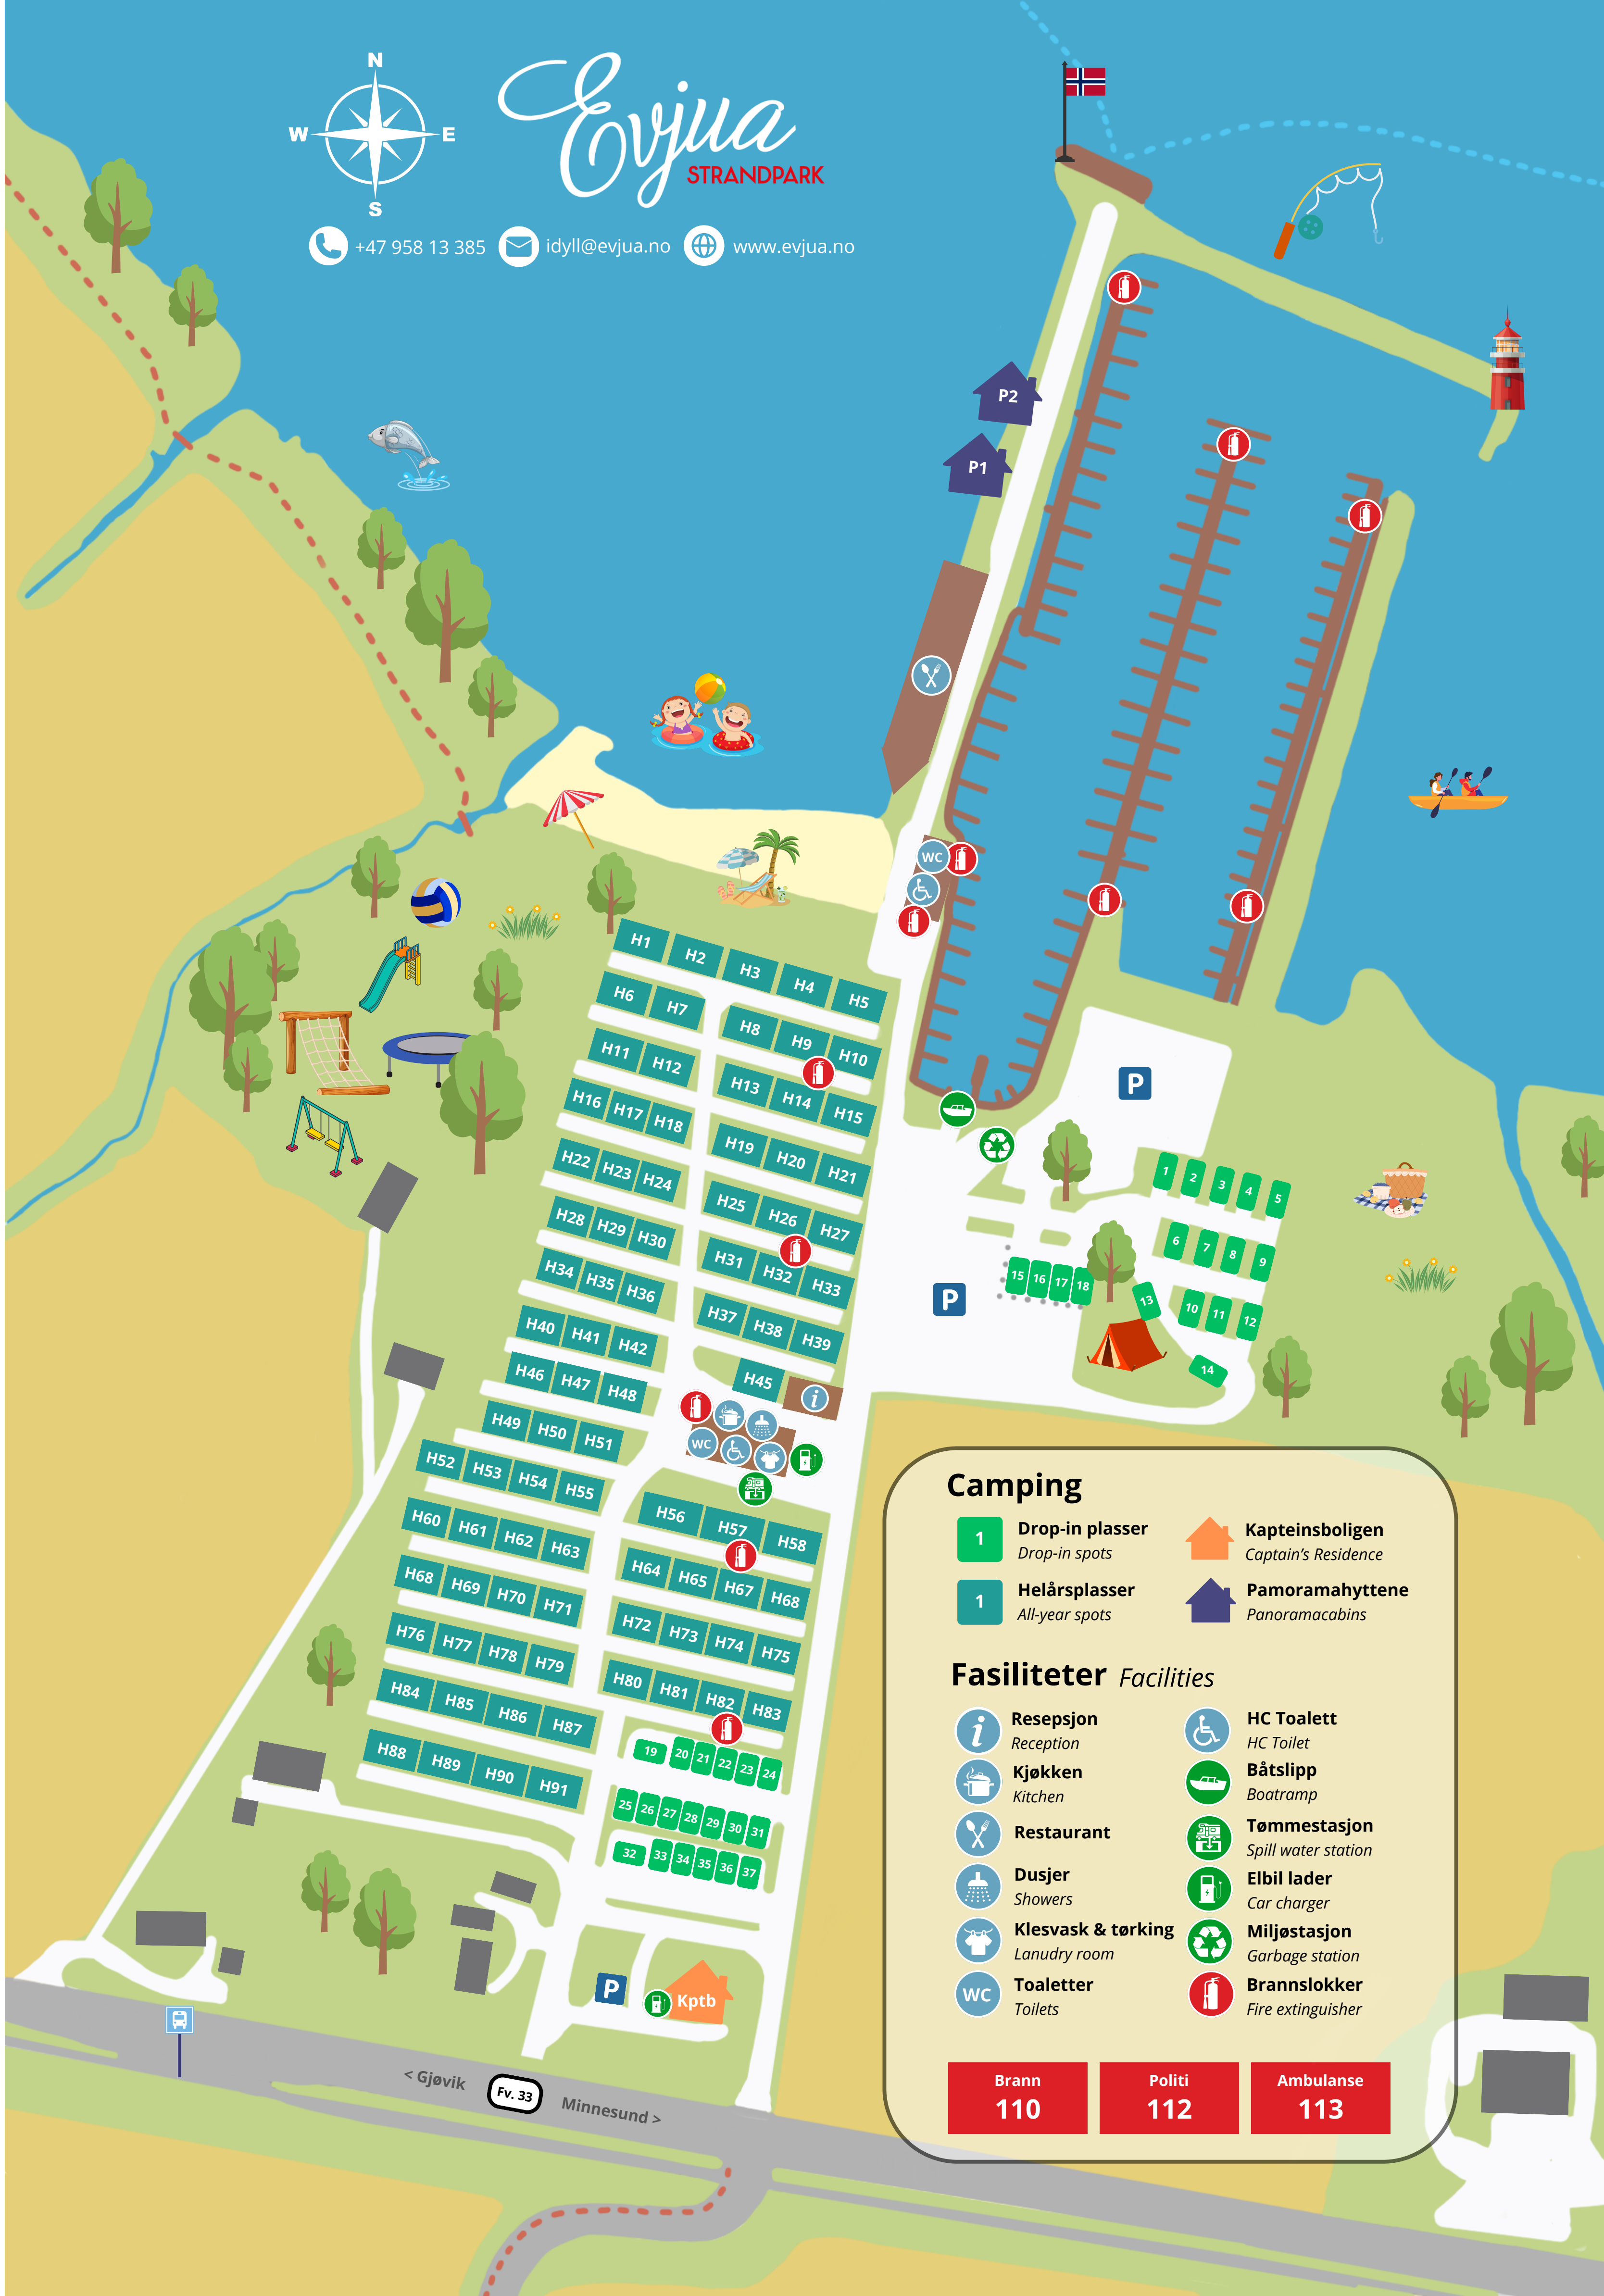 N
W E
S
Evjua
STRANDPARK
+47 958 13 385 idyll@evjua.no www.evjua.no
P2
P1
WC
H1 H2 H3 H4 H5
H6 H7 H8 H9 H10
H11 H12 H13 H14 H15
H16 H17 H18 H19 H20 H21
H22 H23 H24 H25 H26 H27
H28 H29 H30 H31 H32 H33
H34 H35 H36 H37 H38 H39
H40 H41 H42 H45
H46 H47 H48
i
H49 H50 H51
WC
H52 H53 H54 H55 H56 H57 H58
H60 H61 H62 H63 H64 H65 H67 H68
H68 H69 H70 H71 H72 H73 H74 H75
H76 H77 H78 H79 H80 H81 H82 H83
H84 H85 H86 H87
19 20 21 22 23 24
H88 H89 H90 H91
25 26 27 28 29 30 31
32 33 34 35 36 37
P
P
1 2 3 4 5
6 7 8 9
15 16 17 18
13 10 11 12
14
P
Kptb
< Gjøvik Fv. 33 Minnesund >
Camping
1 Drop-in plasser
Drop-in spots
Kapteinsboligen
Captain's Residence
1 Helårsplasser
All-year spots
Pamoramahyttene
Panoramacabins
Fasiliteter Facilities
i Resepsjon
Reception
HC Toalett
HC Toilet
Kjøkken
Kitchen
Båtslipp
Boatramp
Restaurant
Tømmestasjon
Spill water station
Dusjer
Showers
Elbil lader
Car charger
Klesvask & tørking
Lanudry room
Miljøstasjon
Garbage station
WC Toaletter
Toilets
Brannslokker
Fire extinguisher
Brann
110
Politi
112
Ambulanse
113